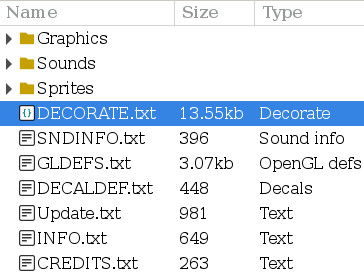 Name Size Type
Graphics
Sounds
Sprites
DECORATE.txt 13.55kb Decorate
SNDINFO.txt 396 Sound info
GLDEFS.txt 3.07kb OpenGL defs
DECALDEF.txt 448 Decals
Update.txt 981 Text
INFO.txt 649 Text
CREDITS.txt 263 Text